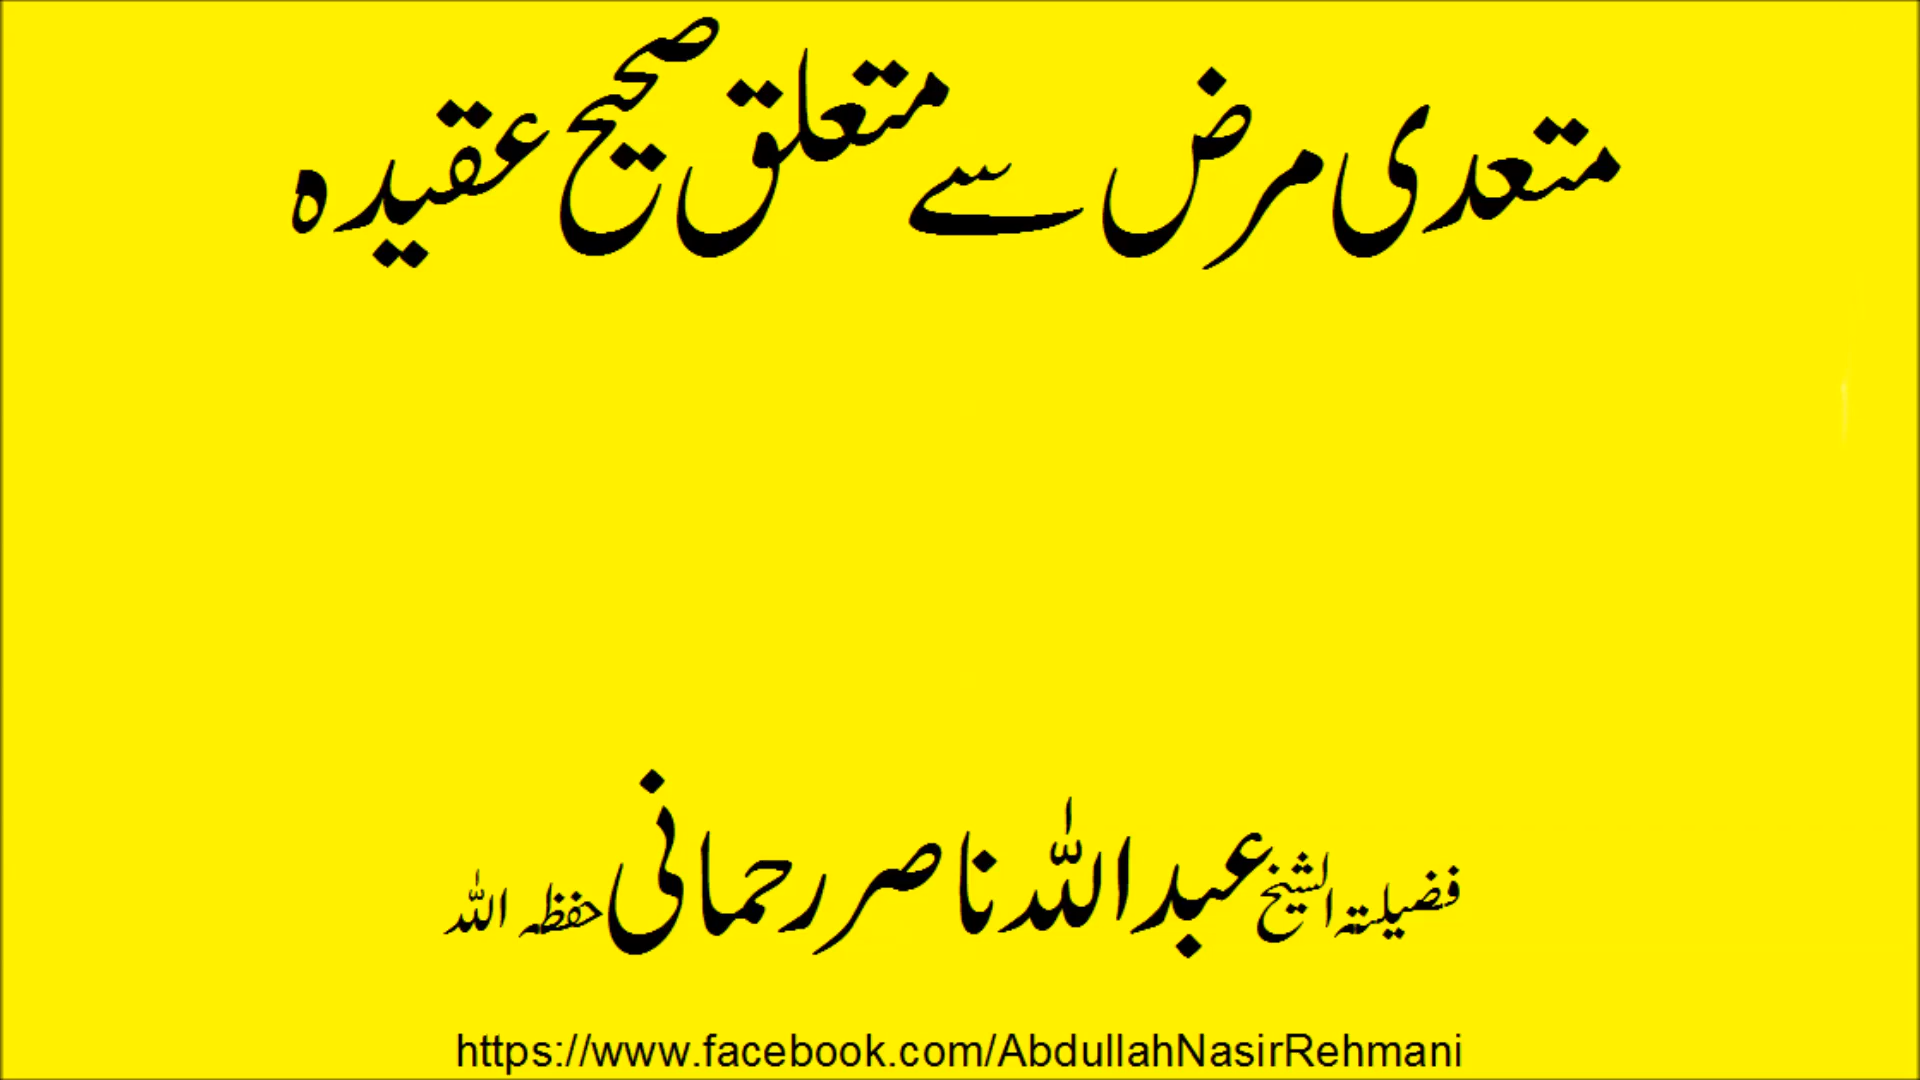 متعدی مرض سے متعلق صحیح عقیدہ
فضیلۃ الشیخ عبداللہ ناصر رحمانی حفظہ اللہ
https://www.facebook.com/AbdullahNasirRehmani